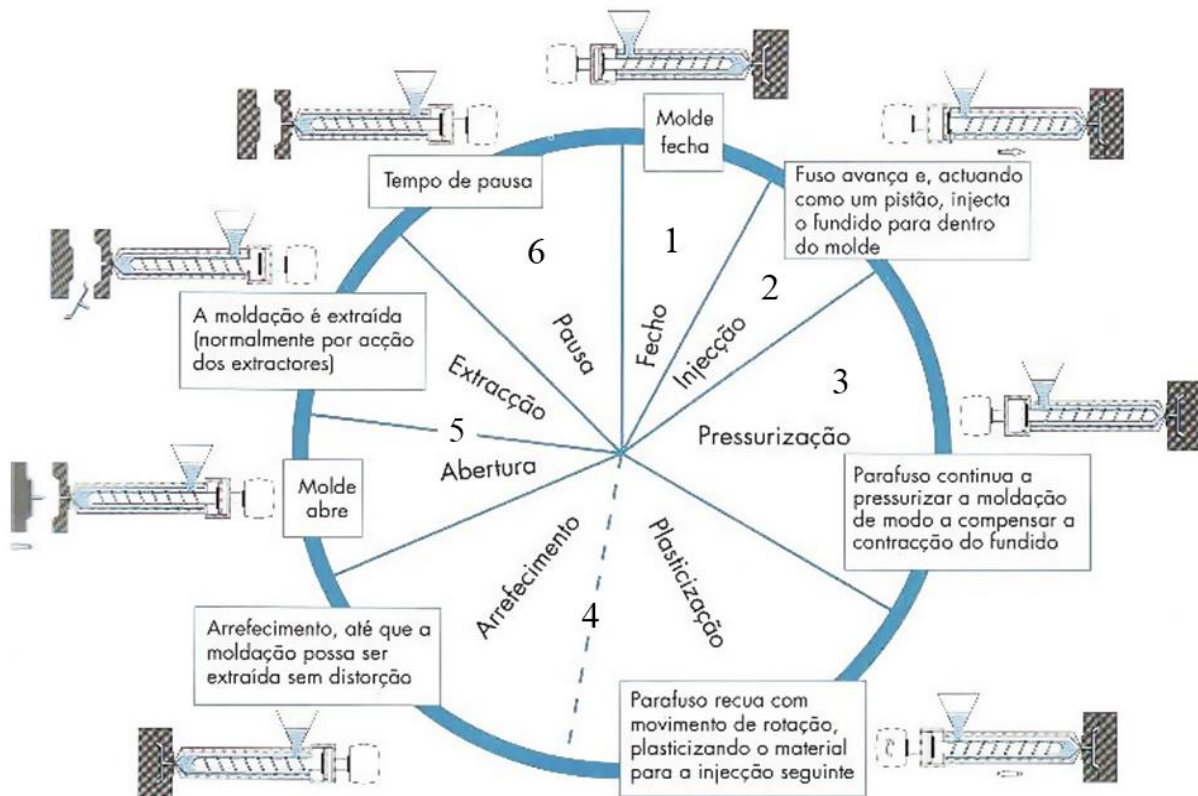 Molde
fecha
Fuso avança e, actuando
como um pistão, injecta
o fundido para dentro
do molde
Tempo de pausa
1
6
2
Fecho
Injecção
Pausa
A moldação é extraída
(normalmente por acção
dos extractores)
Extracção
3
Pressurização
5
Abertura
Molde
abre
Parafuso continua a
pressurizar a moldação
de modo a compensar a
contracção do fundido
Arrefecimento
4
Plasticização
Arrefecimento, até que a
moldação possa ser
extraída sem distorção
Parafuso recua com
movimento de rotação,
plasticizando o material
para a injecção seguinte